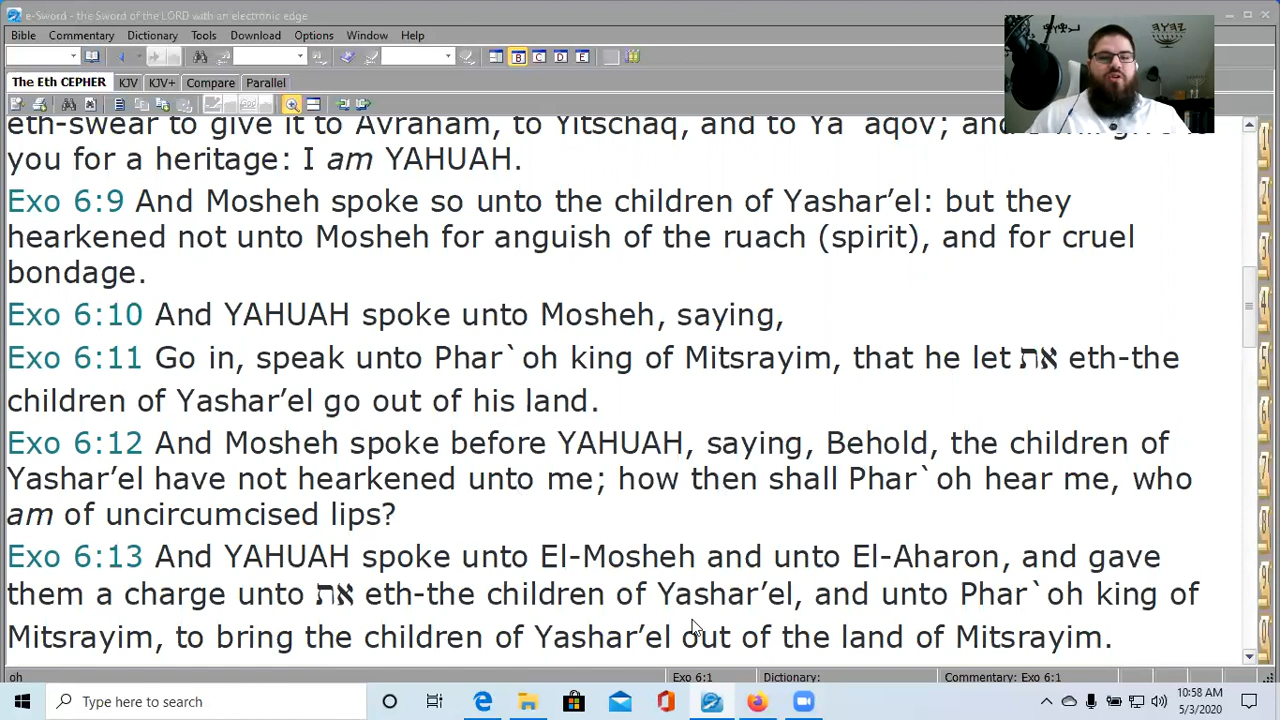 e-Sword - the Sword of the LORD with an electronic edge
Bible Commentary Dictionary Tools Download Options Window Help
B C D E
The Eth CEPHER KJV KJV+ Compare Parallel
eth-swear to give it to Avraham, to Yitschaq, and to Ya`aqov; and
you for a heritage: I am YAHUAH.
Exo 6:9 And Mosheh spoke so unto the children of Yashar’el: but they
hearkened not unto Mosheh for anguish of the ruach (spirit), and for cruel
bondage.
Exo 6:10 And YAHUAH spoke unto Mosheh, saying,
Exo 6:11 Go in, speak unto Phar`oh king of Mitsrayim, that he let את eth-the
children of Yashar’el go out of his land.
Exo 6:12 And Mosheh spoke before YAHUAH, saying, Behold, the children of
Yashar’el have not hearkened unto me; how then shall Phar`oh hear me, who
am of uncircumcised lips?
Exo 6:13 And YAHUAH spoke unto El-Mosheh and unto El-Aharon, and gave
them a charge unto את eth-the children of Yashar’el, and unto Phar`oh king of
Mitsrayim, to bring the children of Yashar’el out of the land of Mitsrayim.
oh Exo 6:1 Dictionary: Commentary: Exo 6:1
Type here to search
10:58 AM
5/3/2020